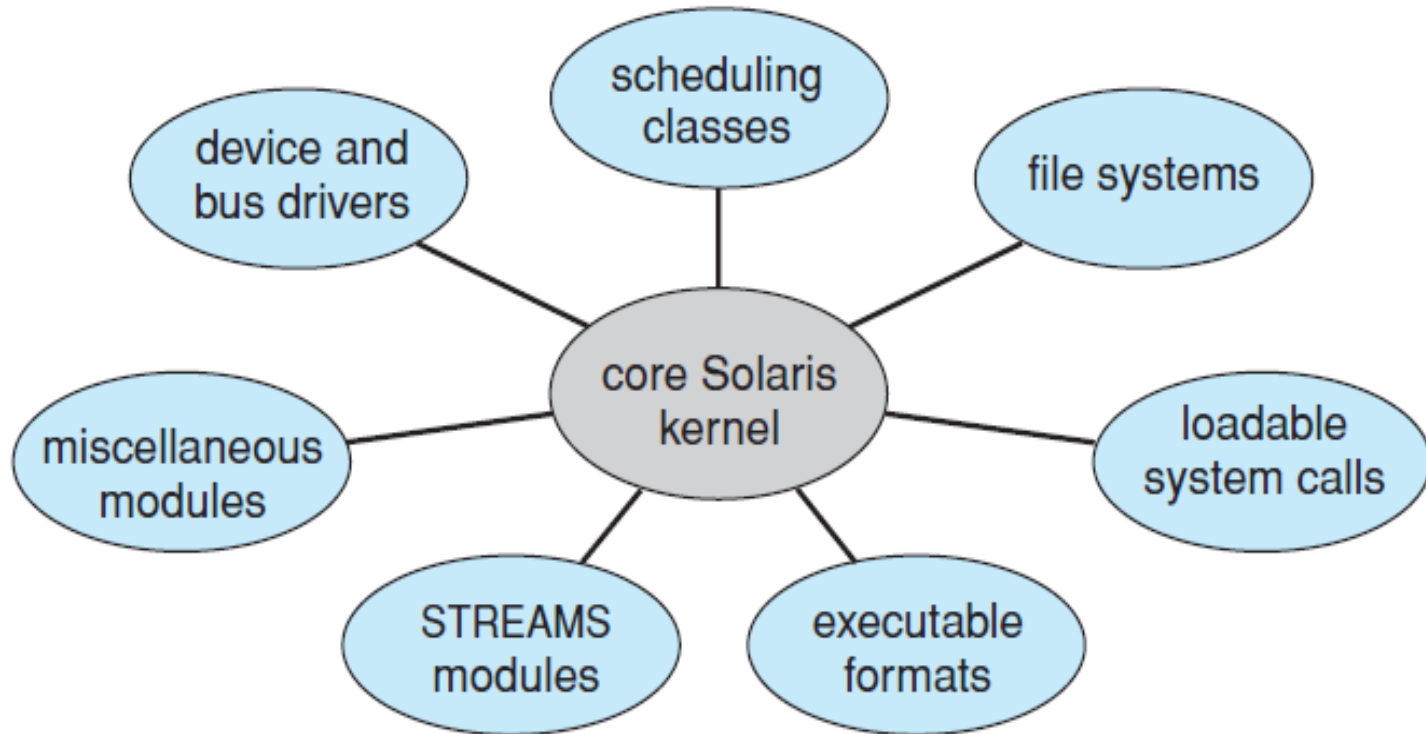 scheduling
classes
device and
bus drivers
file systems
core Solaris
kernel
miscellaneous
modules
loadable
system calls
STREAMS
modules
executable
formats